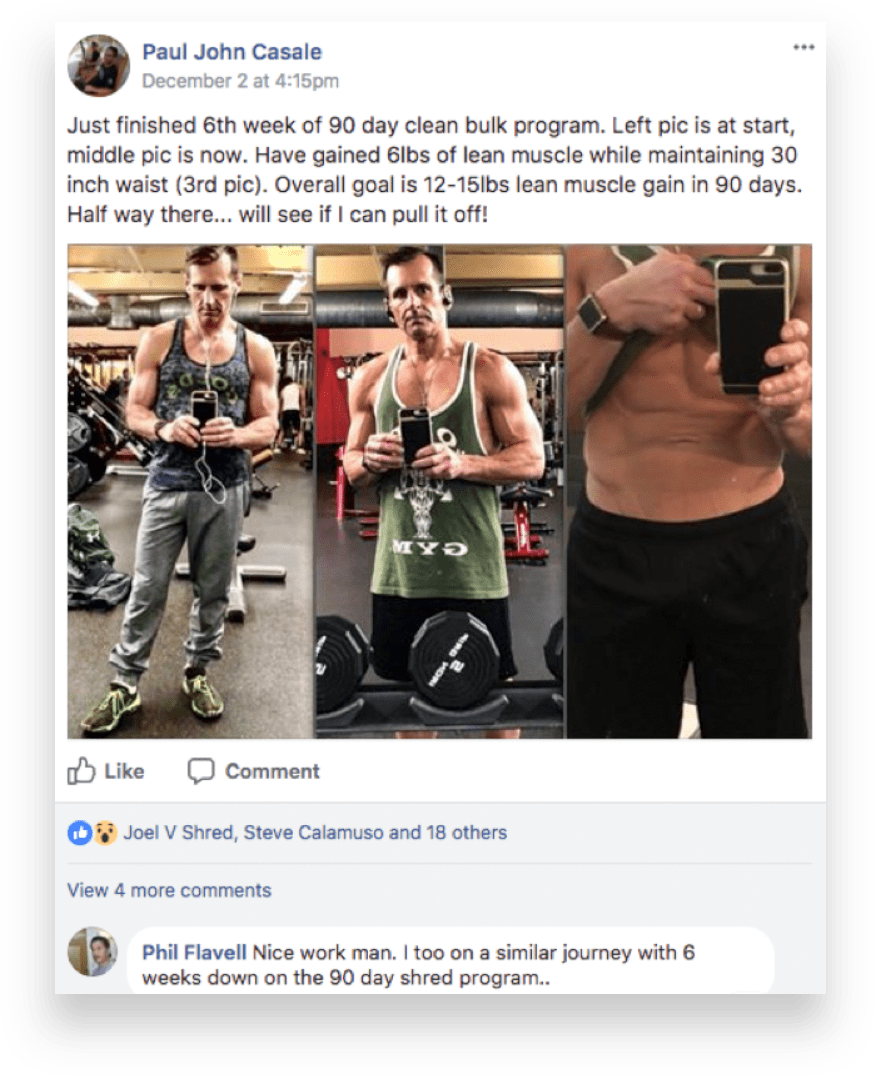 Paul John Casale
December 2 at 4:15pm
Just finished 6th week of 90 day clean bulk program. Left pic is at start,
middle pic is now. Have gained 6lbs of lean muscle while maintaining 30
inch waist (3rd pic). Overall goal is 12-15lbs lean muscle gain in 90 days.
Half way there... will see if I can pull it off!
GYM
Like
Comment
Joel V Shred, Steve Calamuso and 18 others
View 4 more comments
Phil Flavell Nice work man. I too on a similar journey with 6
weeks down on the 90 day shred program..